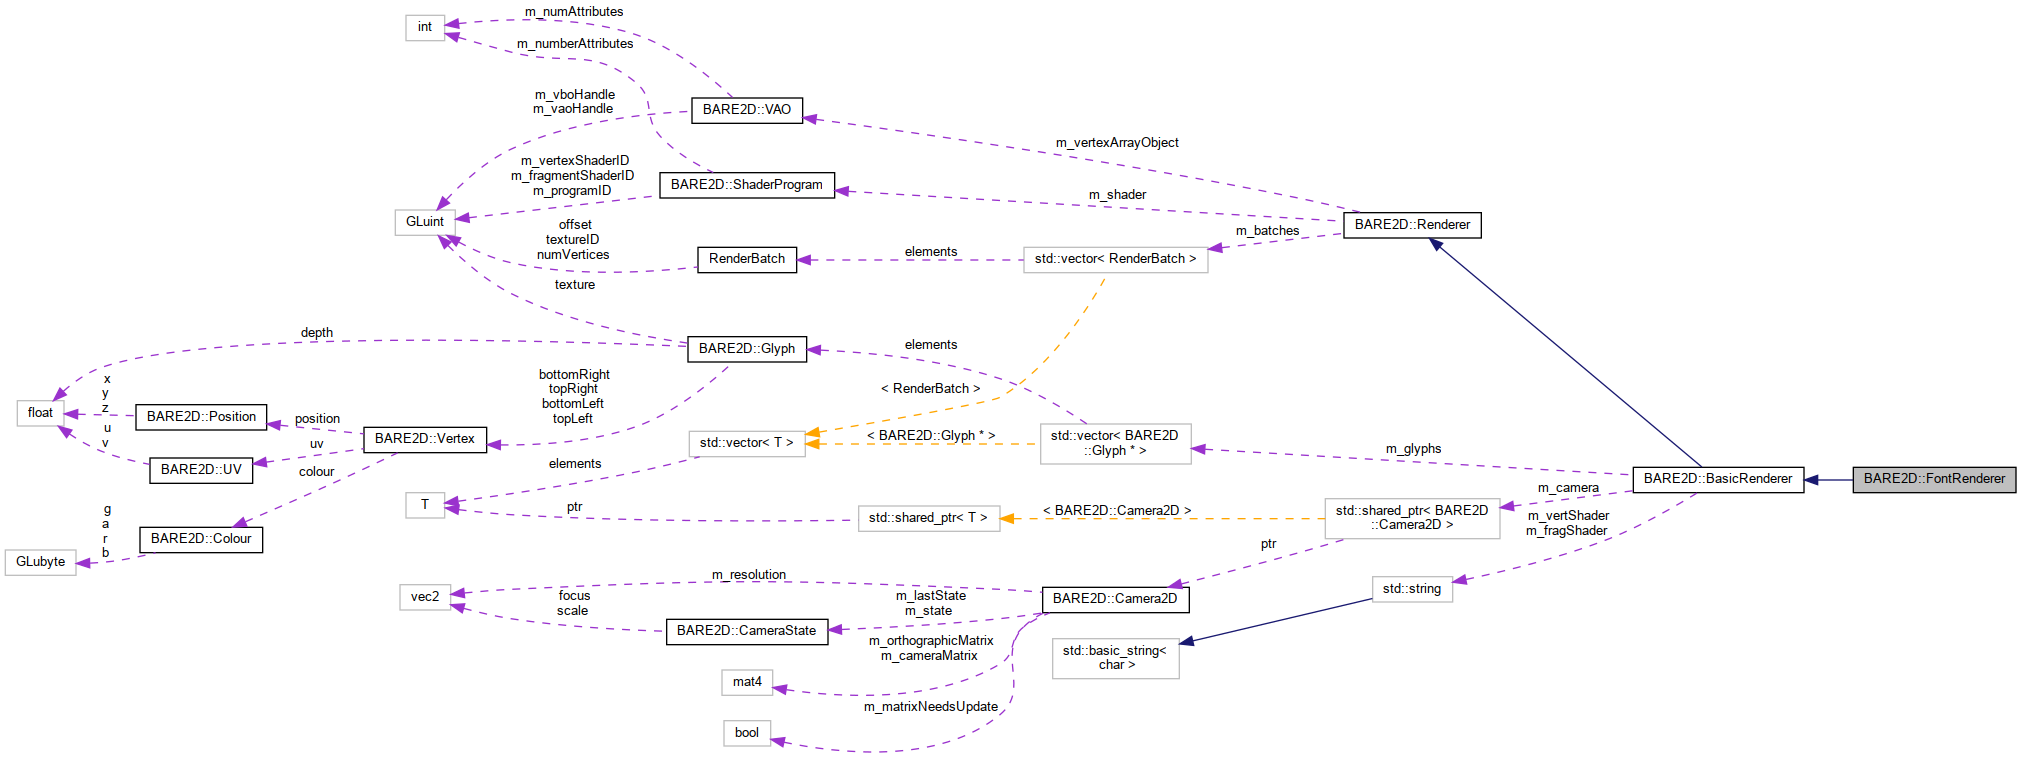 m_numAttributes
int
m_numberAttributes
m_vboHandle
m_vaoHandle
BARE2D::VAO
m_vertexArrayObject
m_vertexShaderID
m_fragmentShaderID
m_programID
BARE2D::ShaderProgram
m_shader
GLuint
offset
textureID
numVertices
BARE2D::Renderer
m_batches
RenderBatch
elements
std::vector< RenderBatch >
texture
depth
BARE2D::Glyph
elements
x
y
z
bottomRight
topRight
bottomLeft
topLeft
< RenderBatch >
float
BARE2D::Position
position
u
v
uv
BARE2D::Vertex
std::vector< T >
< BARE2D::Glyph * >
std::vector< BARE2D
::Glyph * >
m_glyphs
BARE2D::UV
colour
elements
BARE2D::BasicRenderer
BARE2D::FontRenderer
m_camera
T
ptr
std::shared_ptr< T >
< BARE2D::Camera2D >
std::shared_ptr< BARE2D
::Camera2D >
m_vertShader
m_fragShader
g
a
r
b
BARE2D::Colour
GLubyte
ptr
m_resolution
vec2
focus
scale
m_lastState
m_state
BARE2D::Camera2D
std::string
BARE2D::CameraState
m_orthographicMatrix
m_cameraMatrix
std::basic_string<
char >
mat4
m_matrixNeedsUpdate
bool